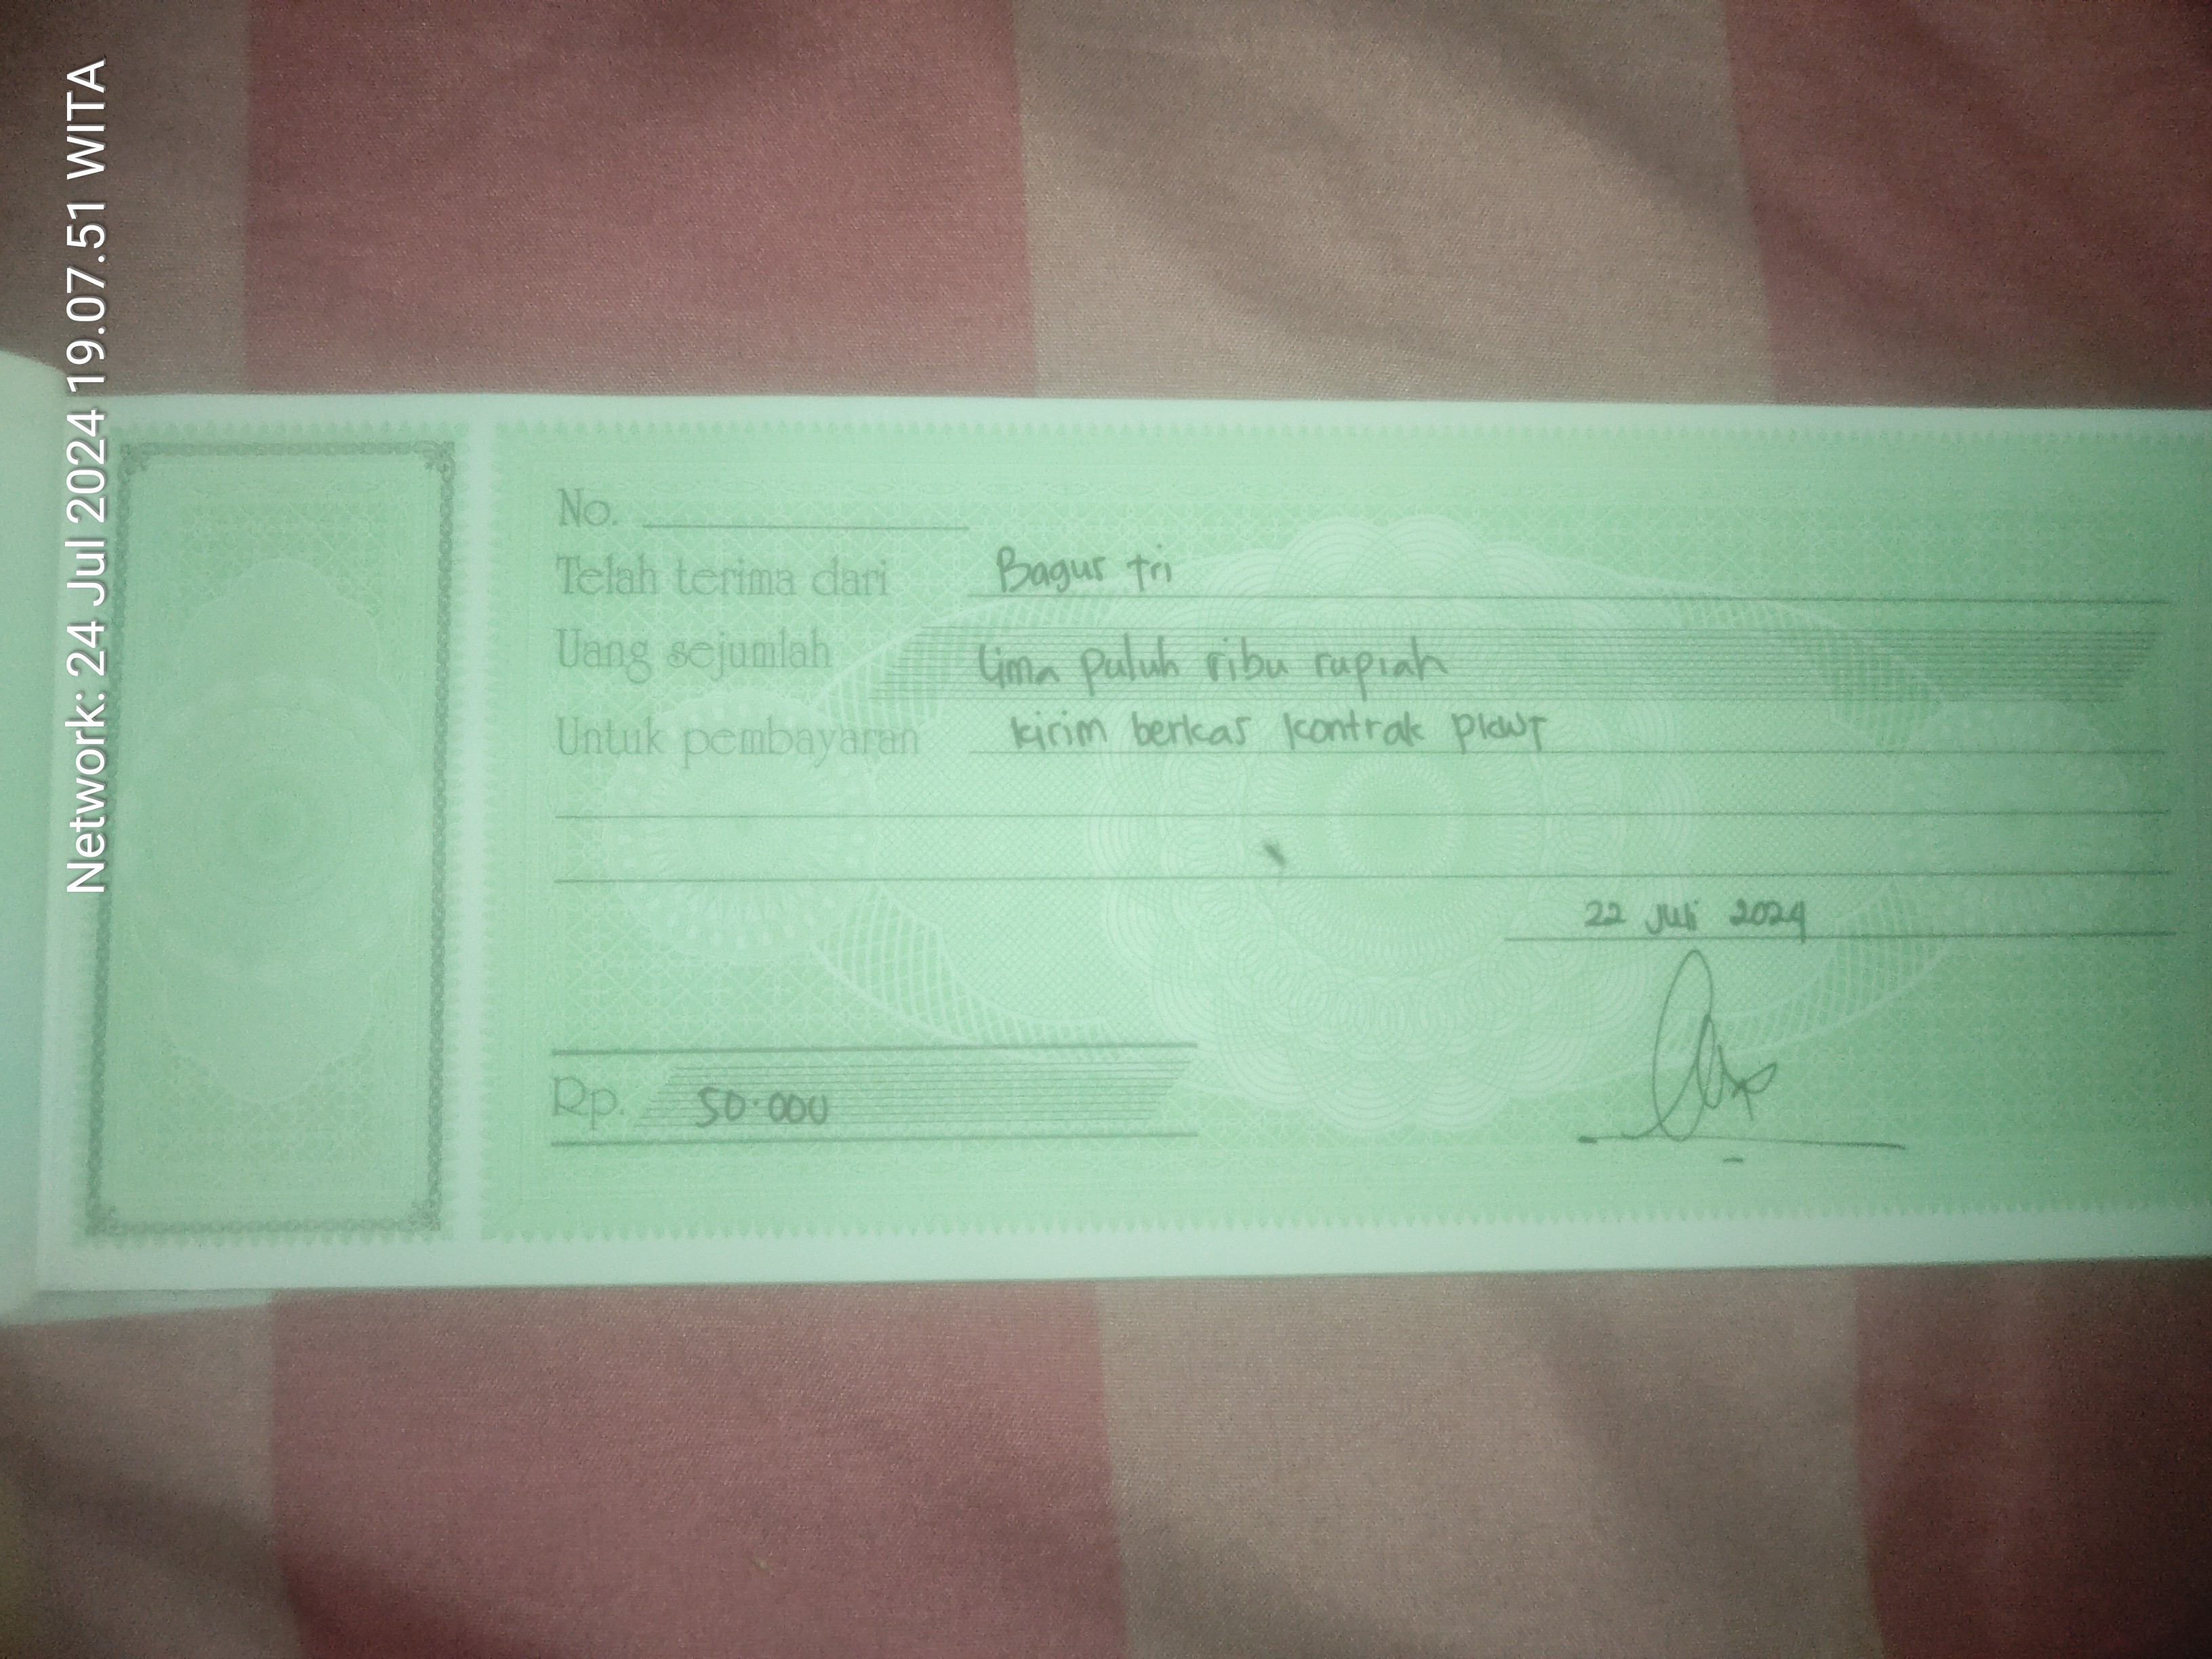 Network: 24 Jul 2024 19.07.51 WITA
No.
Telah terima dari Bagus tri
Uang sejumlah Lima puluh ribu rupiah
Untuk pembayaran kirim berkas kontrak PKWT
22 Juli 2024
Rp. 50.000